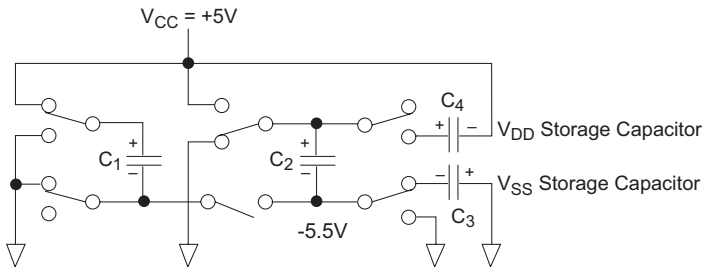 V_CC = +5V
C_4
+ −
V_DD Storage Capacitor
+
C_1
−
+
C_2
−
− +
V_SS Storage Capacitor
C_3
-5.5V